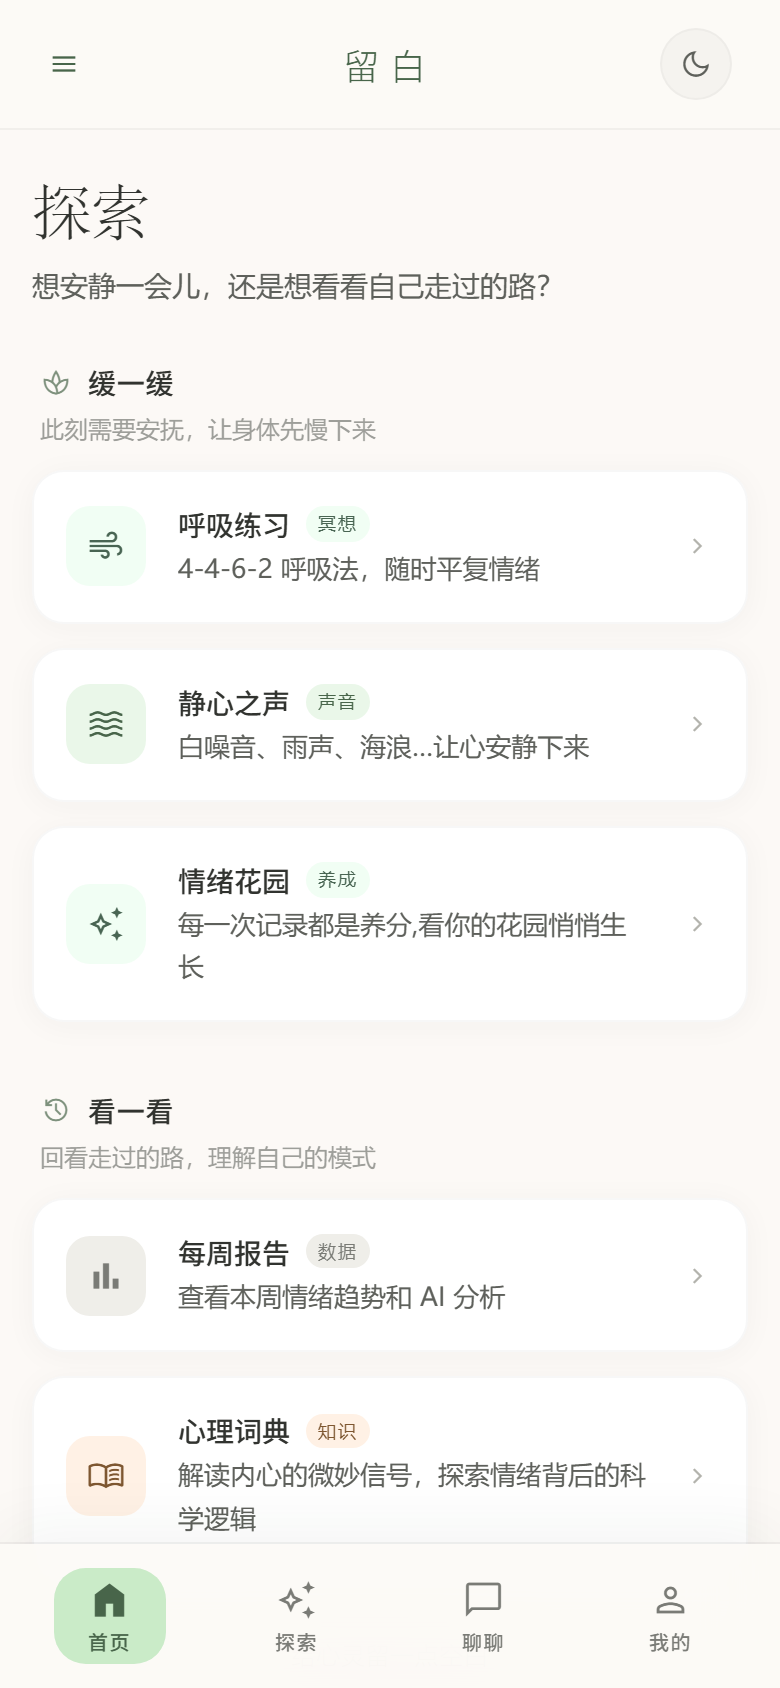 留白
探索
想安静一会儿，还是想看看自己走过的路？
缓一缓
此刻需要安抚，让身体先慢下来
呼吸练习 冥想
4-4-6-2 呼吸法，随时平复情绪
静心之声 声音
白噪音、雨声、海浪...让心安静下来
情绪花园 养成
每一次记录都是养分,看你的花园悄悄生
长
看一看
回看走过的路，理解自己的模式
每周报告 数据
查看本周情绪趋势和 AI 分析
心理词典 知识
解读内心的微妙信号，探索情绪背后的科
学逻辑
首页 探索 聊聊 我的